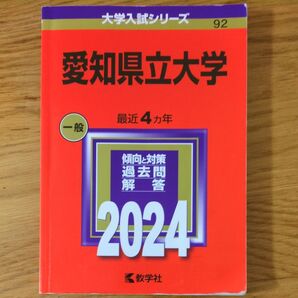 大学入試シリーズ
92
愛知県立大学
最近4カ年
一般
傾向と対策
過去問
解答
2024
教学社